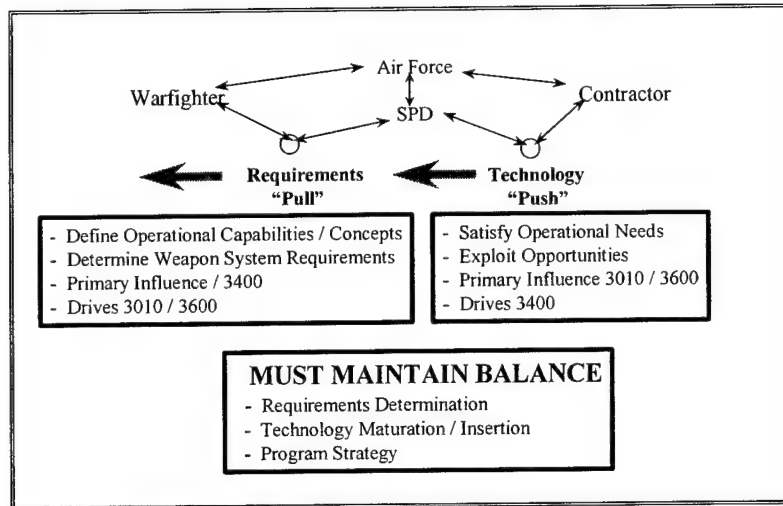 Air Force
Warfighter
SPD
Contractor
Requirements
"Pull"
Technology
"Push"
- Define Operational Capabilities / Concepts
- Determine Weapon System Requirements
- Primary Influence / 3400
- Drives 3010 / 3600
- Satisfy Operational Needs
- Exploit Opportunities
- Primary Influence 3010 / 3600
- Drives 3400
MUST MAINTAIN BALANCE
- Requirements Determination
- Technology Maturation / Insertion
- Program Strategy